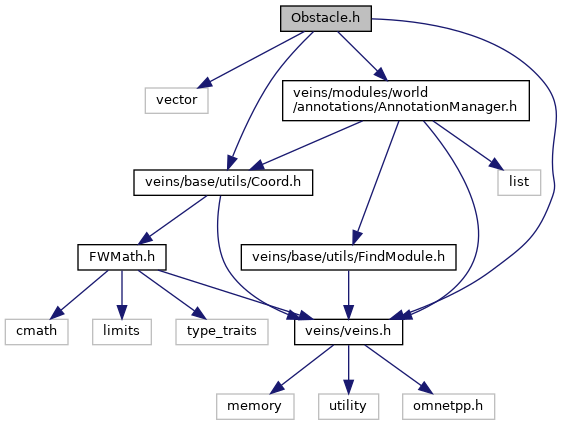 Obstacle.h
vector
veins/modules/world
/annotations/AnnotationManager.h
veins/base/utils/Coord.h
list
FWMath.h
veins/base/utils/FindModule.h
cmath
limits
type_traits
veins/veins.h
memory
utility
omnetpp.h